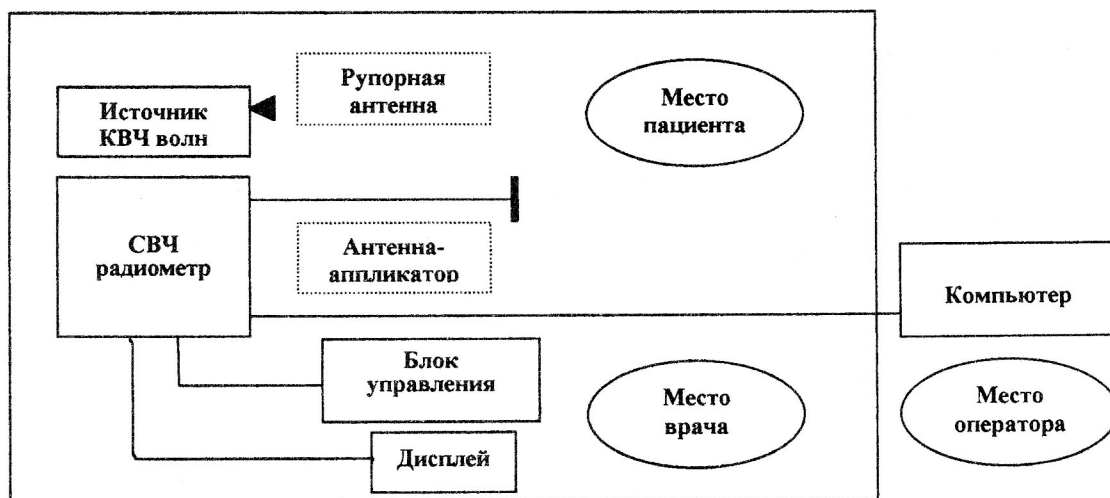 Рупорная
антенна
Источник
КВЧ волн
Место
пациента
СВЧ
радиометр
Антенна-
аппликатор
Компьютер
Блок
управления
Место
врача
Место
оператора
Дисплей